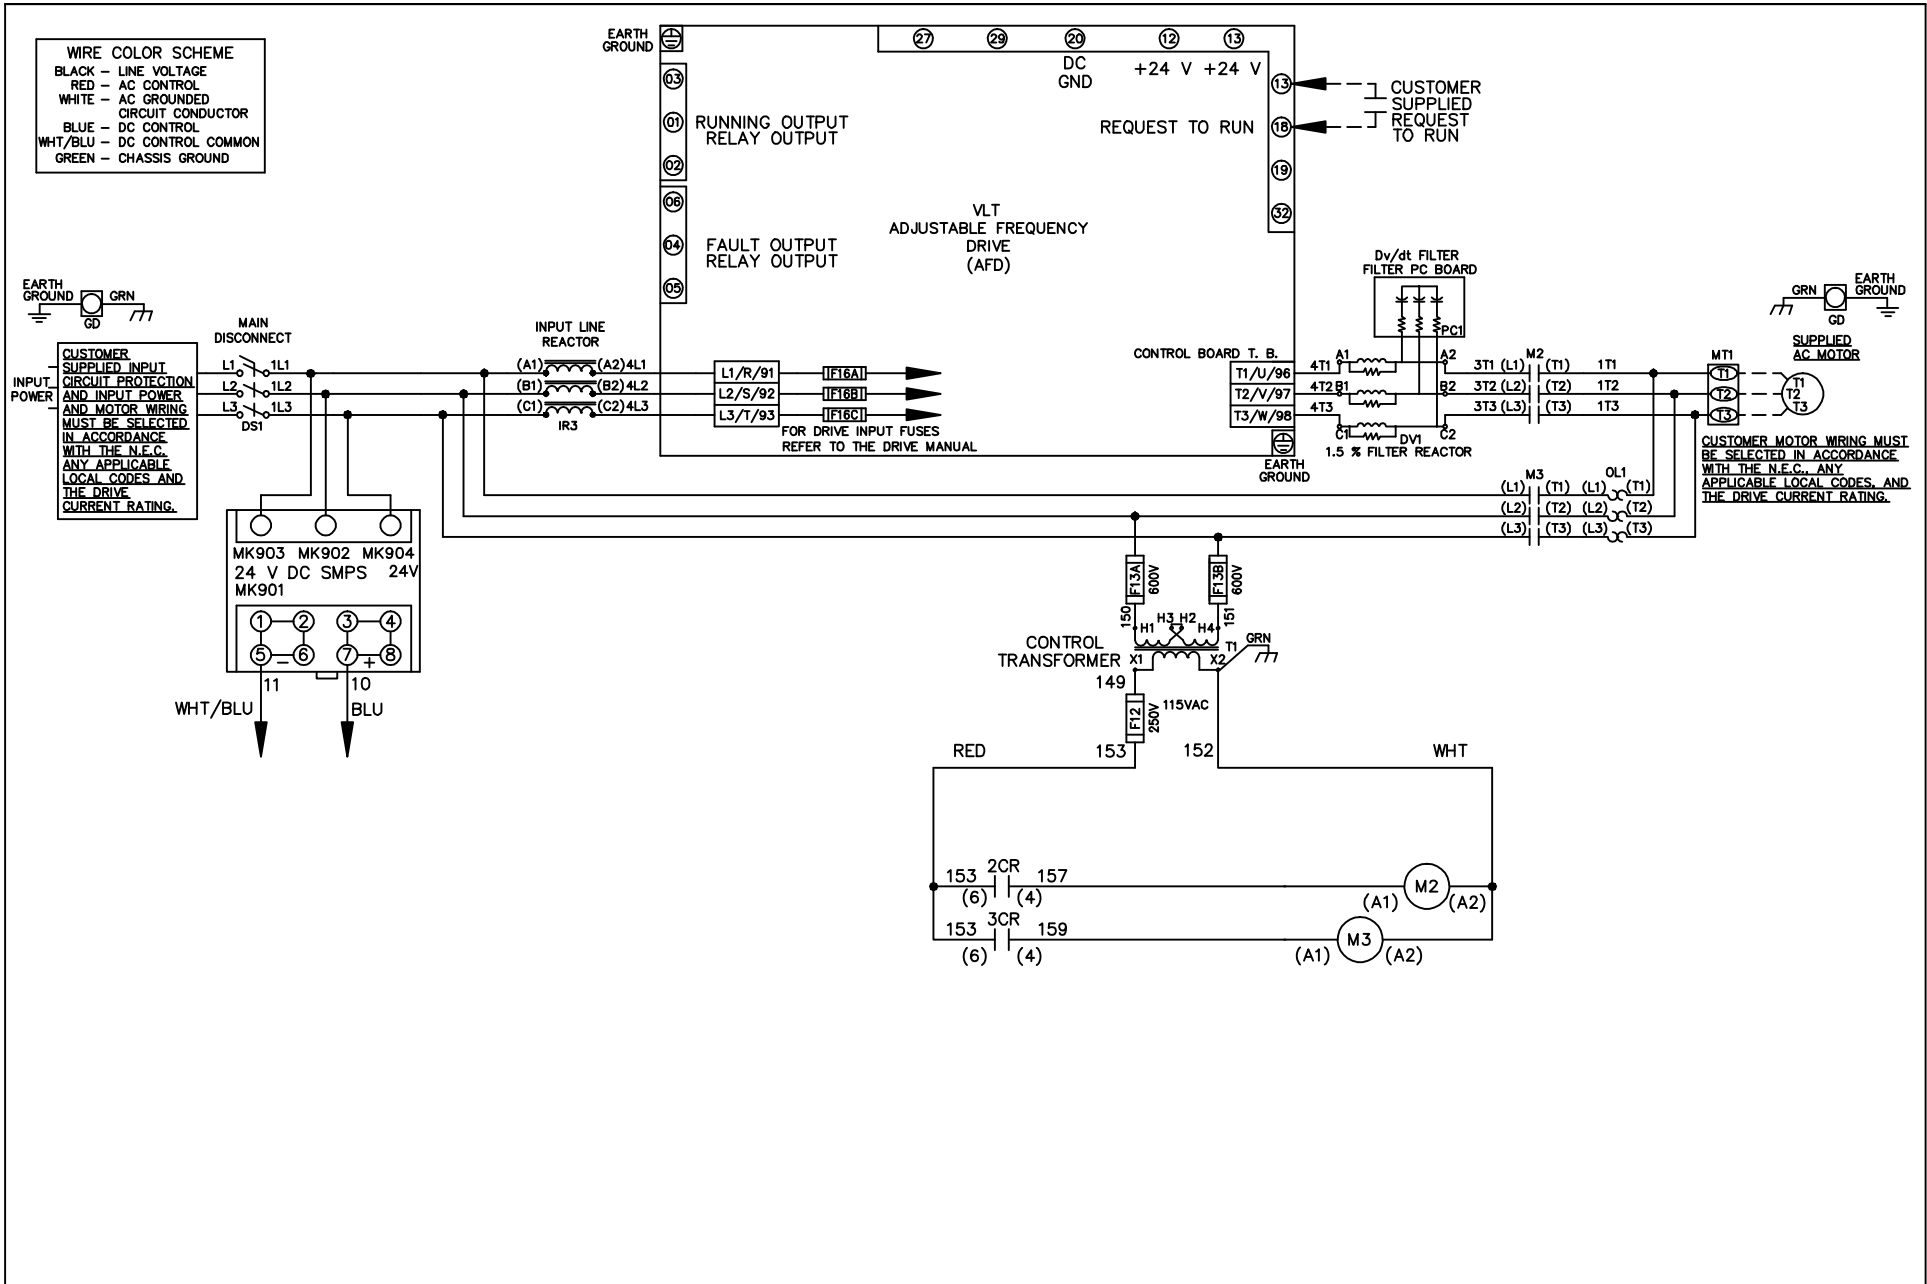 WIRE COLOR SCHEME
BLACK – LINE VOLTAGE
RED – AC CONTROL
WHITE – AC GROUNDED
CIRCUIT CONDUCTOR
BLUE – DC CONTROL
WHT/BLU – DC CONTROL COMMON
GREEN – CHASSIS GROUND
EARTH
GROUND
03
01
02
RUNNING OUTPUT
RELAY OUTPUT
06
04
05
FAULT OUTPUT
RELAY OUTPUT
27
29
20
12
13
DC
GND
+24 V
+24 V
13
18
19
32
REQUEST TO RUN
CUSTOMER
SUPPLIED
REQUEST
TO RUN
VLT
ADJUSTABLE FREQUENCY
DRIVE
(AFD)
EARTH
GROUND
GRN
GD
INPUT
POWER
CUSTOMER
SUPPLIED INPUT
CIRCUIT PROTECTION
AND INPUT POWER
AND MOTOR WIRING
MUST BE SELECTED
IN ACCORDANCE
WITH THE N.E.C.
ANY APPLICABLE
LOCAL CODES AND
THE DRIVE
CURRENT RATING.
MAIN
DISCONNECT
L1 1L1
L2 1L2
L3 1L3
DS1
INPUT LINE
REACTOR
(A1) (A2) 4L1
(B1) (B2) 4L2
(C1) (C2) 4L3
IR3
L1/R/91
L2/S/92
L3/T/93
F16A
F16B
F16C
FOR DRIVE INPUT FUSES
REFER TO THE DRIVE MANUAL
CONTROL BOARD T. B.
T1/U/96
T2/V/97
T3/W/98
EARTH
GROUND
Dv/dt FILTER
FILTER PC BOARD
PC1
4T1 A1 A2
4T2 B1 B2
4T3 C1 C2
DV1
1.5 % FILTER REACTOR
M2
3T1 (L1) (T1) 1T1
3T2 (L2) (T2) 1T2
3T3 (L3) (T3) 1T3
MT1
T1
T2
T3
T1
T2
T3
GRN
GD
EARTH
GROUND
SUPPLIED
AC MOTOR
CUSTOMER MOTOR WIRING MUST
BE SELECTED IN ACCORDANCE
WITH THE N.E.C., ANY
APPLICABLE LOCAL CODES, AND
THE DRIVE CURRENT RATING.
M3
OL1
(L1) (T1) (L1) (T1)
(L2) (T2) (L2) (T2)
(L3) (T3) (L3) (T3)
MK903 MK902 MK904
24 V DC SMPS 24V
MK901
1 2 3 4
5 – 6 7 + 8
11
10
WHT/BLU
BLU
F13A
600V
F13B
600V
150
151
H1 H3 H2 H4
CONTROL
TRANSFORMER
X1
X2
T1
GRN
149
F12
250V
115VAC
153
152
RED
WHT
153 2CR 157
(6) (4)
M2
(A1) (A2)
153 3CR 159
(6) (4)
M3
(A1) (A2)